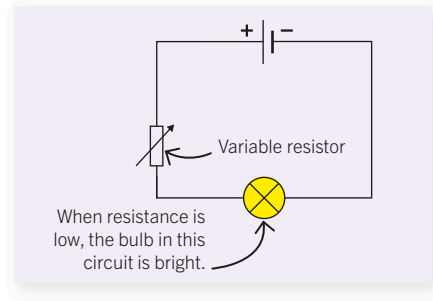 + −
Variable resistor
When resistance is
low, the bulb in this
circuit is bright.